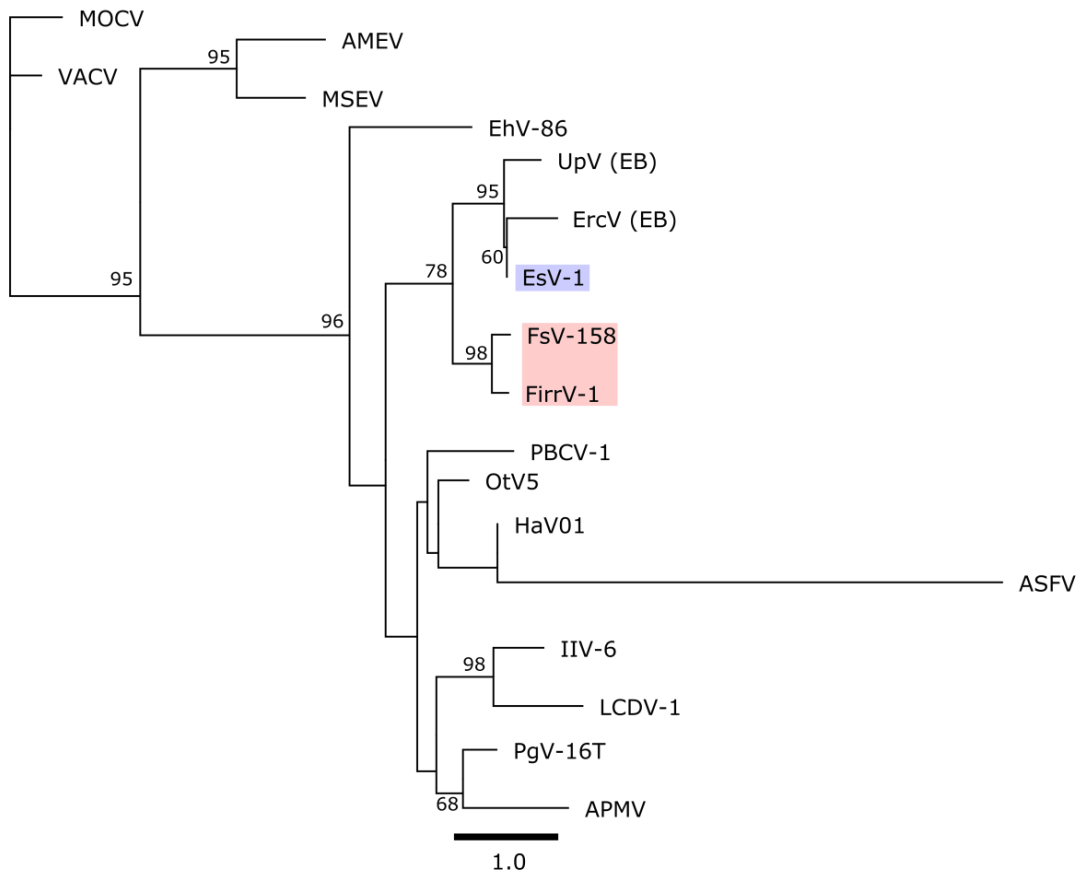 MOCV
AMEV
95
VACV
MSEV
EhV-86
UpV (EB)
95
ErcV (EB)
60
78
95
EsV-1
96
FsV-158
98
FirrV-1
PBCV-1
OtV5
HaV01
ASFV
IIV-6
98
LCDV-1
PgV-16T
68
APMV
1.0